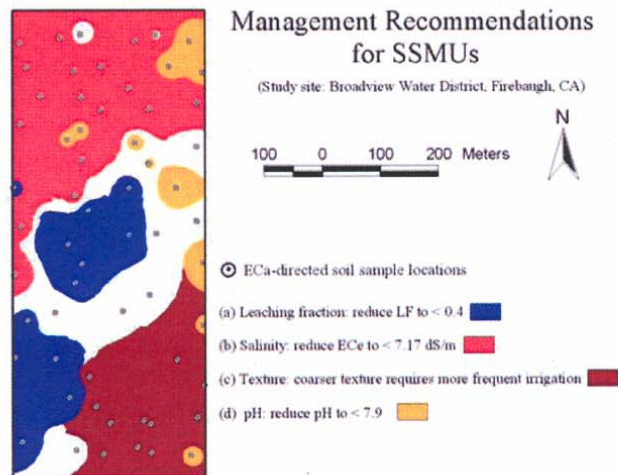 Management Recommendations
for SSMUs
(Study site: Broadview Water District, Firebaugh, CA)
N
100 0 100 200 Meters
ECa-directed soil sample locations
(a) Leaching fraction: reduce LF to < 0.4
(b) Salinity: reduce ECe to < 7.17 dS/m
(c) Texture: coarser texture requires more frequent irrigation
(d) pH: reduce pH to < 7.9